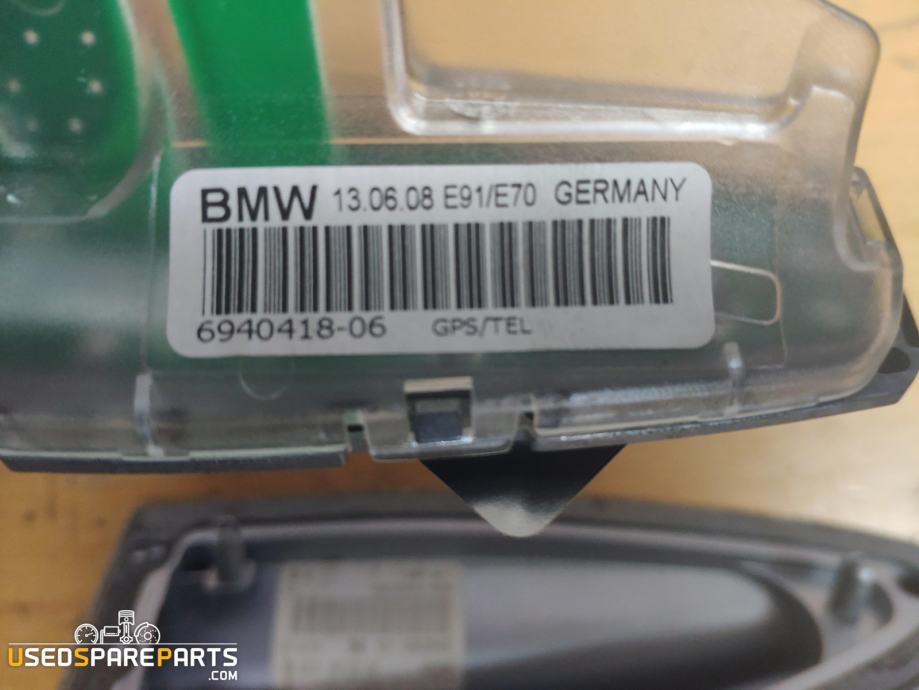 BMW 13.06.08 E91/E70 GERMANY
6940418-06 GPS/TEL
USEDSPAREPARTS
.COM